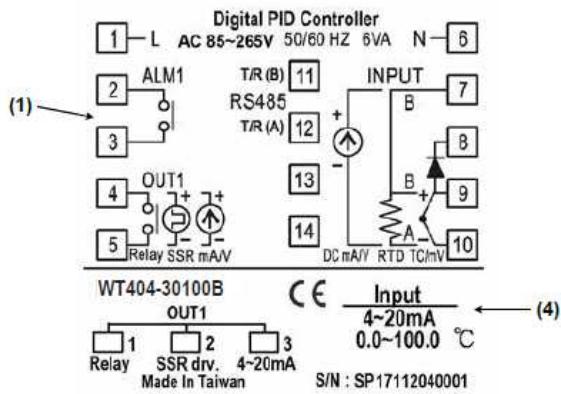 Digital PID Controller
1 L AC 85~265V 50/60 HZ 6VA N 6
2 ALM1 T/R (B) 11 INPUT 7
(1) RS485 B
3 T/R (A) 12 + 8
-
4 OUT1 13 B + 9
+ +
5 - - 14 A - 10
Relay SSR mA/V DC mA/V RTD TC/mV
WT404-30100B CE Input
OUT1 4~20mA (4)
1 2 3 0.0~100.0 °C
Relay SSR drv. 4~20mA
Made In Taiwan S/N : SP17112040001